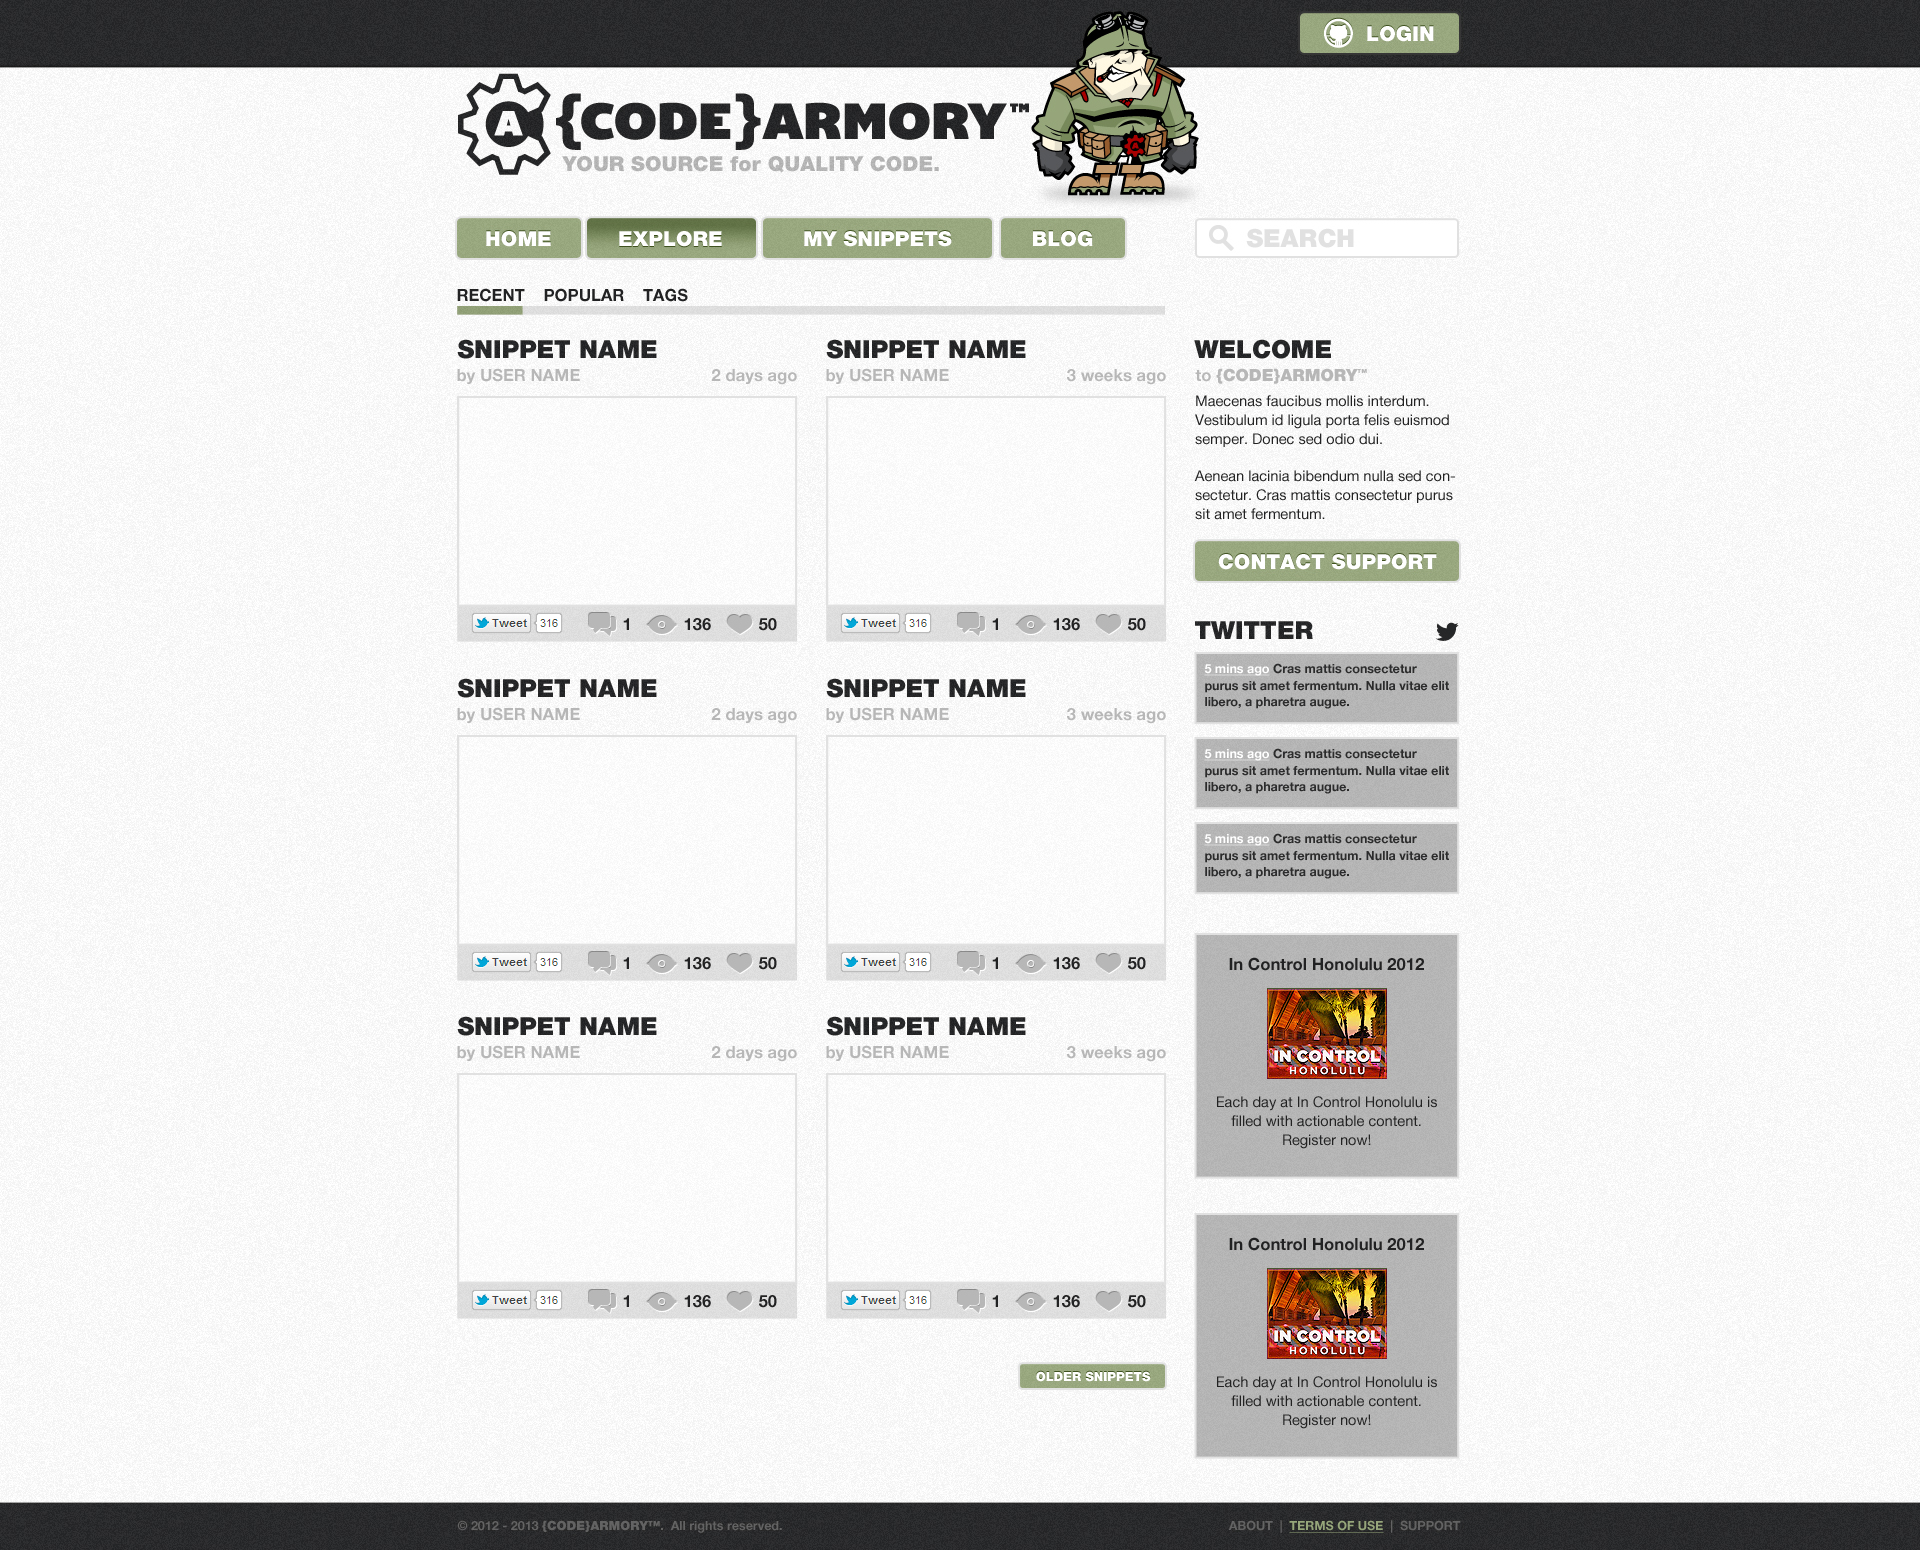 LOGIN
A {CODE}ARMORY™
YOUR SOURCE for QUALITY CODE.
HOME EXPLORE MY SNIPPETS BLOG SEARCH
RECENT POPULAR TAGS
SNIPPET NAME
by USER NAME 2 days ago
Tweet 316 1 136 50
SNIPPET NAME
by USER NAME 3 weeks ago
Tweet 316 1 136 50
SNIPPET NAME
by USER NAME 2 days ago
Tweet 316 1 136 50
SNIPPET NAME
by USER NAME 3 weeks ago
Tweet 316 1 136 50
SNIPPET NAME
by USER NAME 2 days ago
Tweet 316 1 136 50
SNIPPET NAME
by USER NAME 3 weeks ago
Tweet 316 1 136 50
OLDER SNIPPETS
WELCOME
to {CODE}ARMORY™
Maecenas faucibus mollis interdum.
Vestibulum id ligula porta felis euismod
semper. Donec sed odio dui.
Aenean lacinia bibendum nulla sed con-
sectetur. Cras mattis consectetur purus
sit amet fermentum.
CONTACT SUPPORT
TWITTER
5 mins ago Cras mattis consectetur
purus sit amet fermentum. Nulla vitae elit
libero, a pharetra augue.
5 mins ago Cras mattis consectetur
purus sit amet fermentum. Nulla vitae elit
libero, a pharetra augue.
5 mins ago Cras mattis consectetur
purus sit amet fermentum. Nulla vitae elit
libero, a pharetra augue.
In Control Honolulu 2012
IN CONTROL
HONOLULU
Each day at In Control Honolulu is
filled with actionable content.
Register now!
In Control Honolulu 2012
IN CONTROL
HONOLULU
Each day at In Control Honolulu is
filled with actionable content.
Register now!
© 2012 - 2013 {CODE}ARMORY™. All rights reserved.
ABOUT | TERMS OF USE | SUPPORT